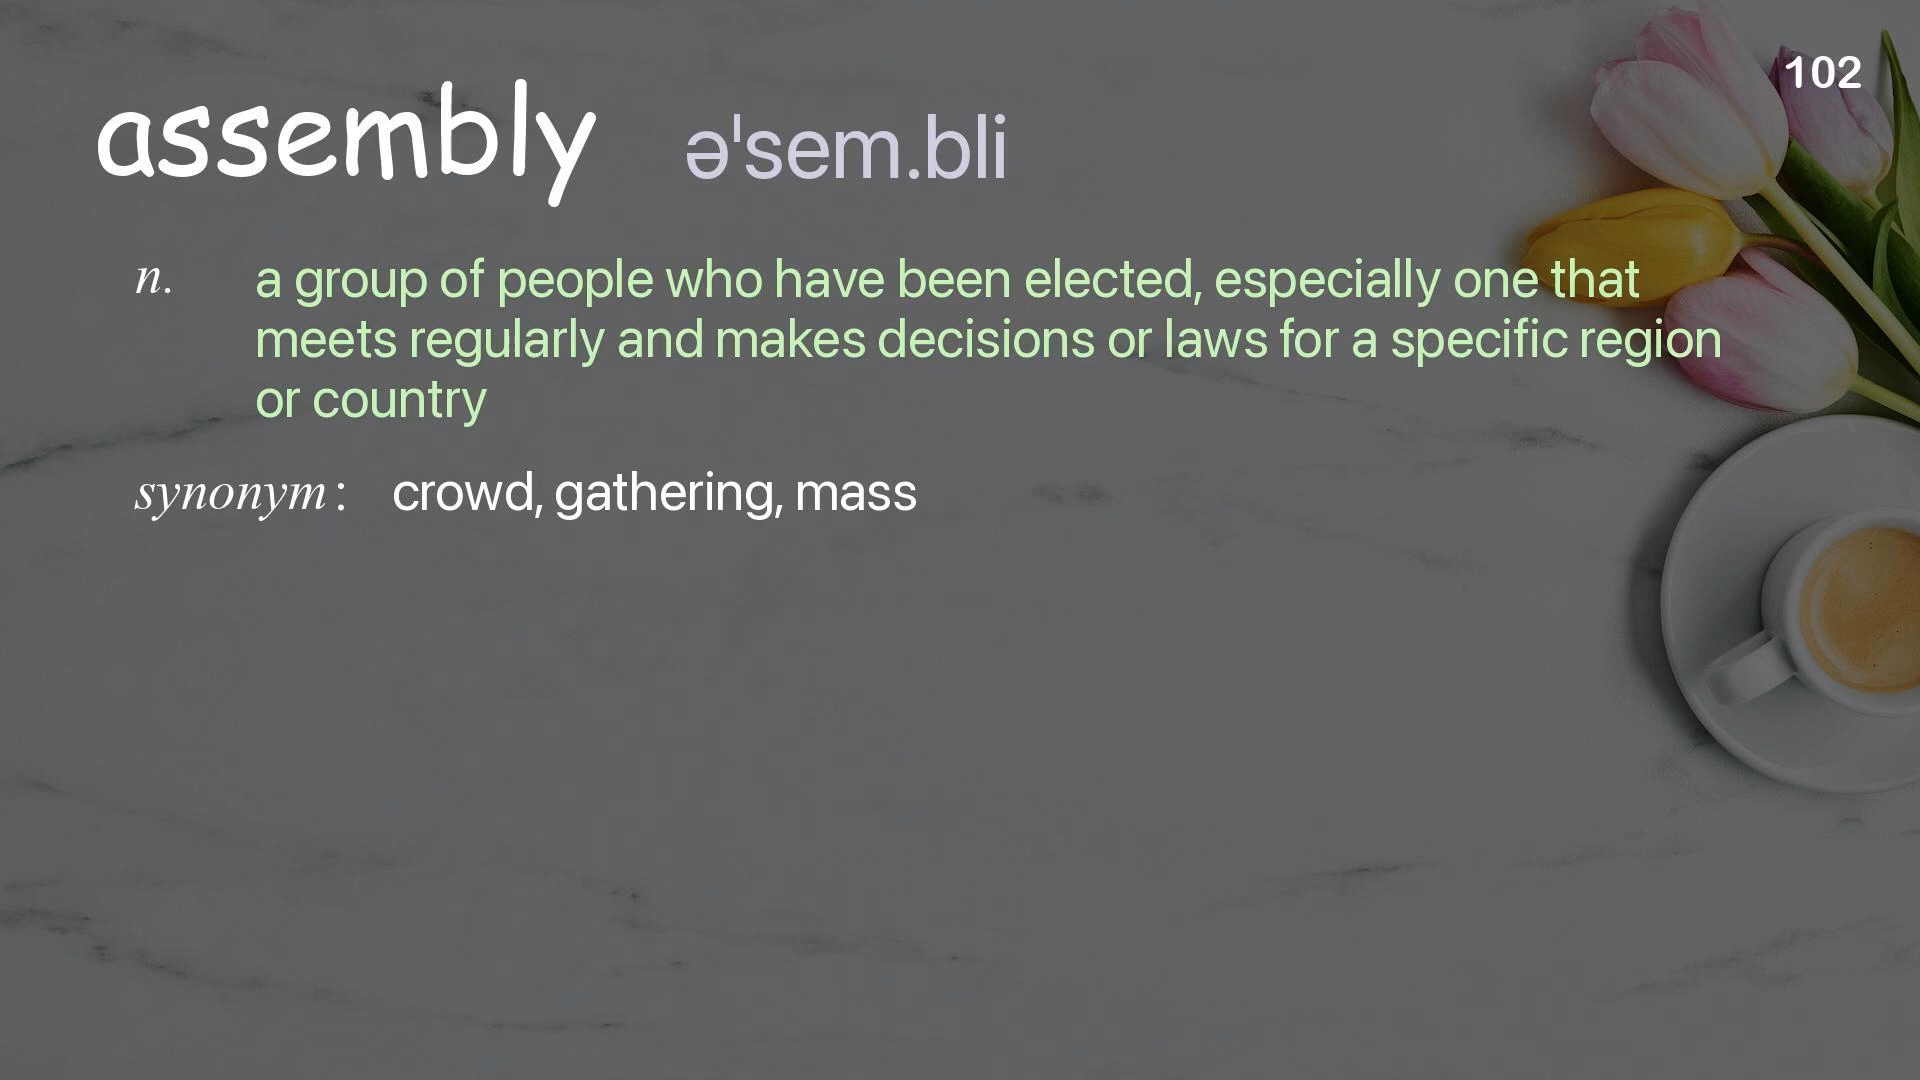 102
assembly ə'sem.bli
n. a group of people who have been elected, especially one that
meets regularly and makes decisions or laws for a specific region
or country
synonym: crowd, gathering, mass